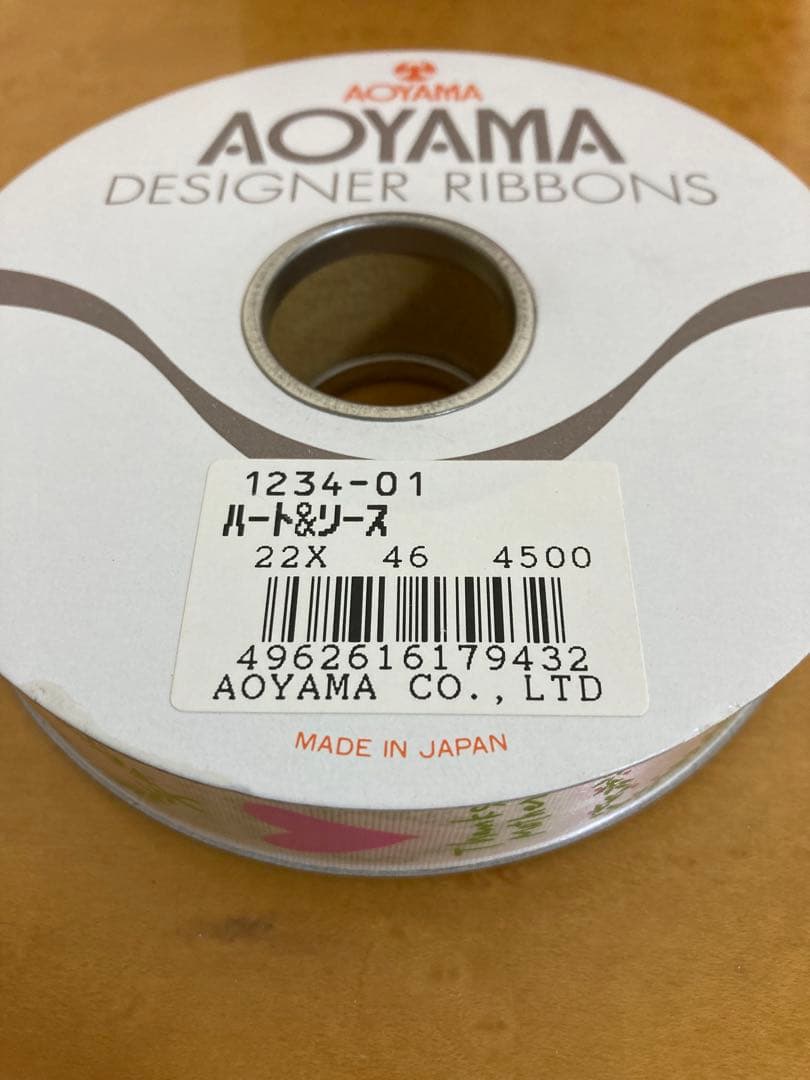 AOYAMA
AOYAMA
DESIGNER RIBBONS
1234-01
ハート&リース
22X 46 4500
4962616179432
AOYAMA CO., LTD
MADE IN JAPAN